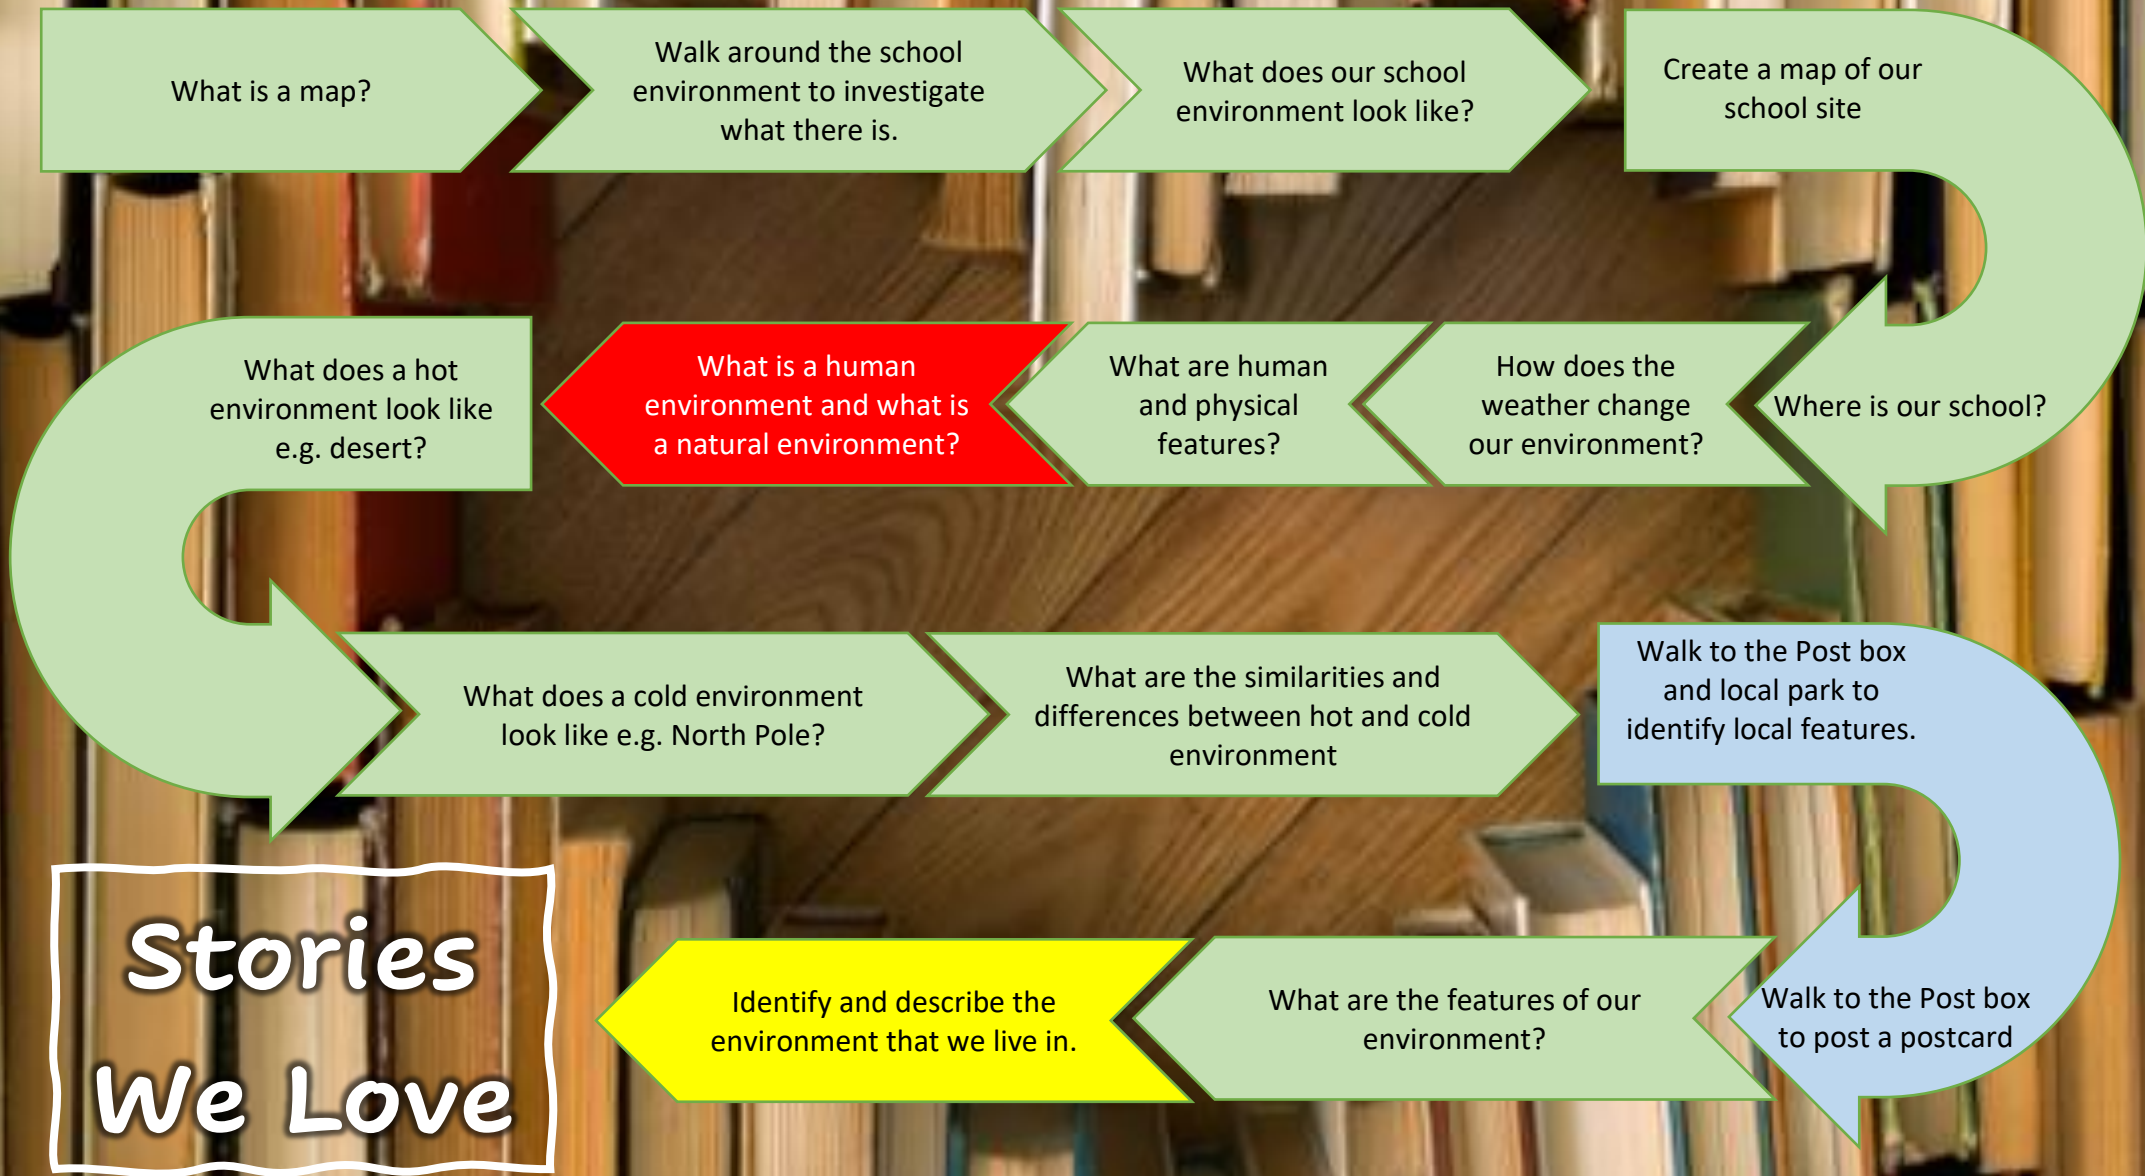 What is a map?
Walk around the school
environment to investigate
what there is.
What does our school
environment look like?
Create a map of our
school site
Where is our school?
How does the
weather change
our environment?
What are human
and physical
features?
What is a human
environment and what is
a natural environment?
What does a hot
environment look like
e.g. desert?
What does a cold environment
look like e.g. North Pole?
What are the similarities and
differences between hot and cold
environment
Walk to the Post box
and local park to
identify local features.
Walk to the Post box
to post a postcard
What are the features of our
environment?
Identify and describe the
environment that we live in.
Stories
We Love